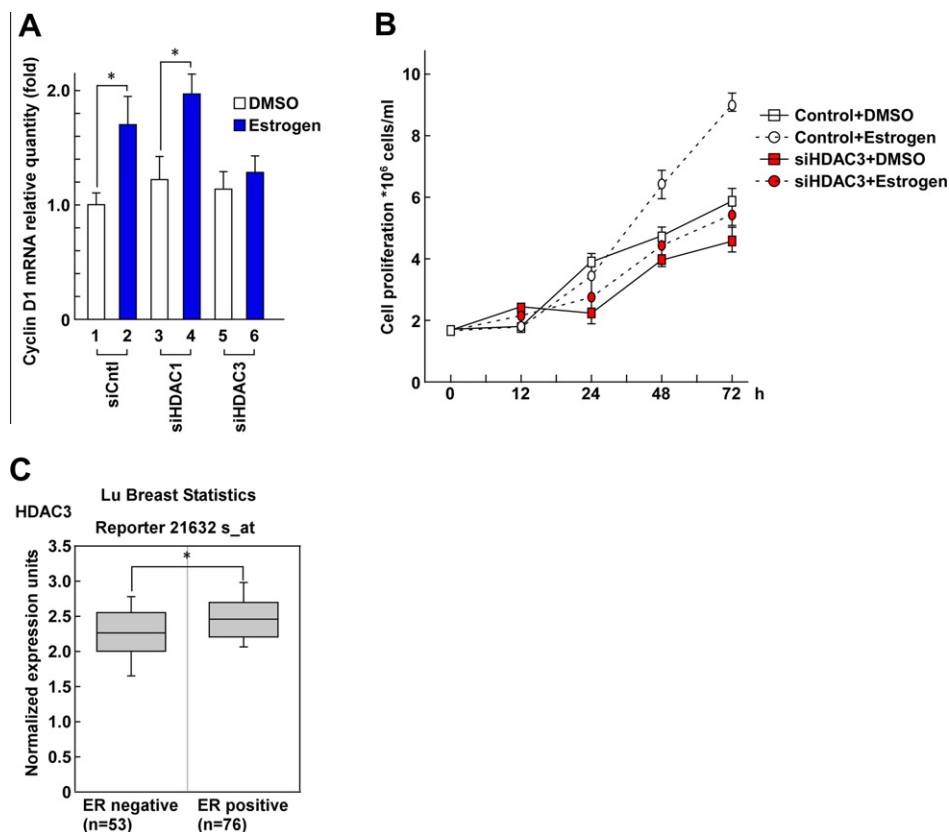 A
Cyclin D1 mRNA relative quantity (fold)
2.0
1.0
0
*
*
DMSO
Estrogen
1 2 3 4 5 6
siCntl
siHDAC1
siHDAC3
B
Cell proliferation *10⁶ cells/ml
10
8
6
4
2
0
0 12 24 48 72 h
Control+DMSO
Control+Estrogen
siHDAC3+DMSO
siHDAC3+Estrogen
C
Lu Breast Statistics
HDAC3
Reporter 21632 s_at
Normalized expression units
3.5
3.0
2.5
2.0
1.5
1.0
0.5
0
*
ER negative ER positive
(n=53) (n=76)